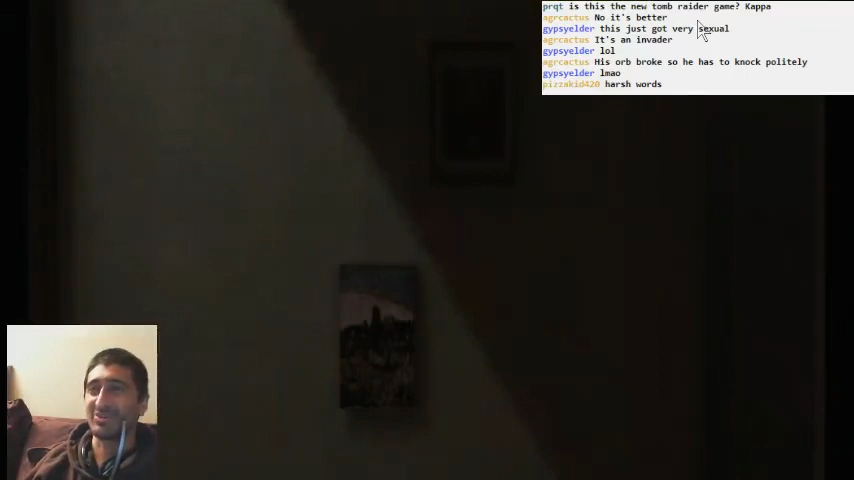 prqt is this the new tomb raider game? Kappa
agrcactus No it's better
gypsyelder this just got very sexual
agrcactus It's an invader
gypsyelder lol
agrcactus His orb broke so he has to knock politely
gypsyelder lmao
pizzakid420 harsh words